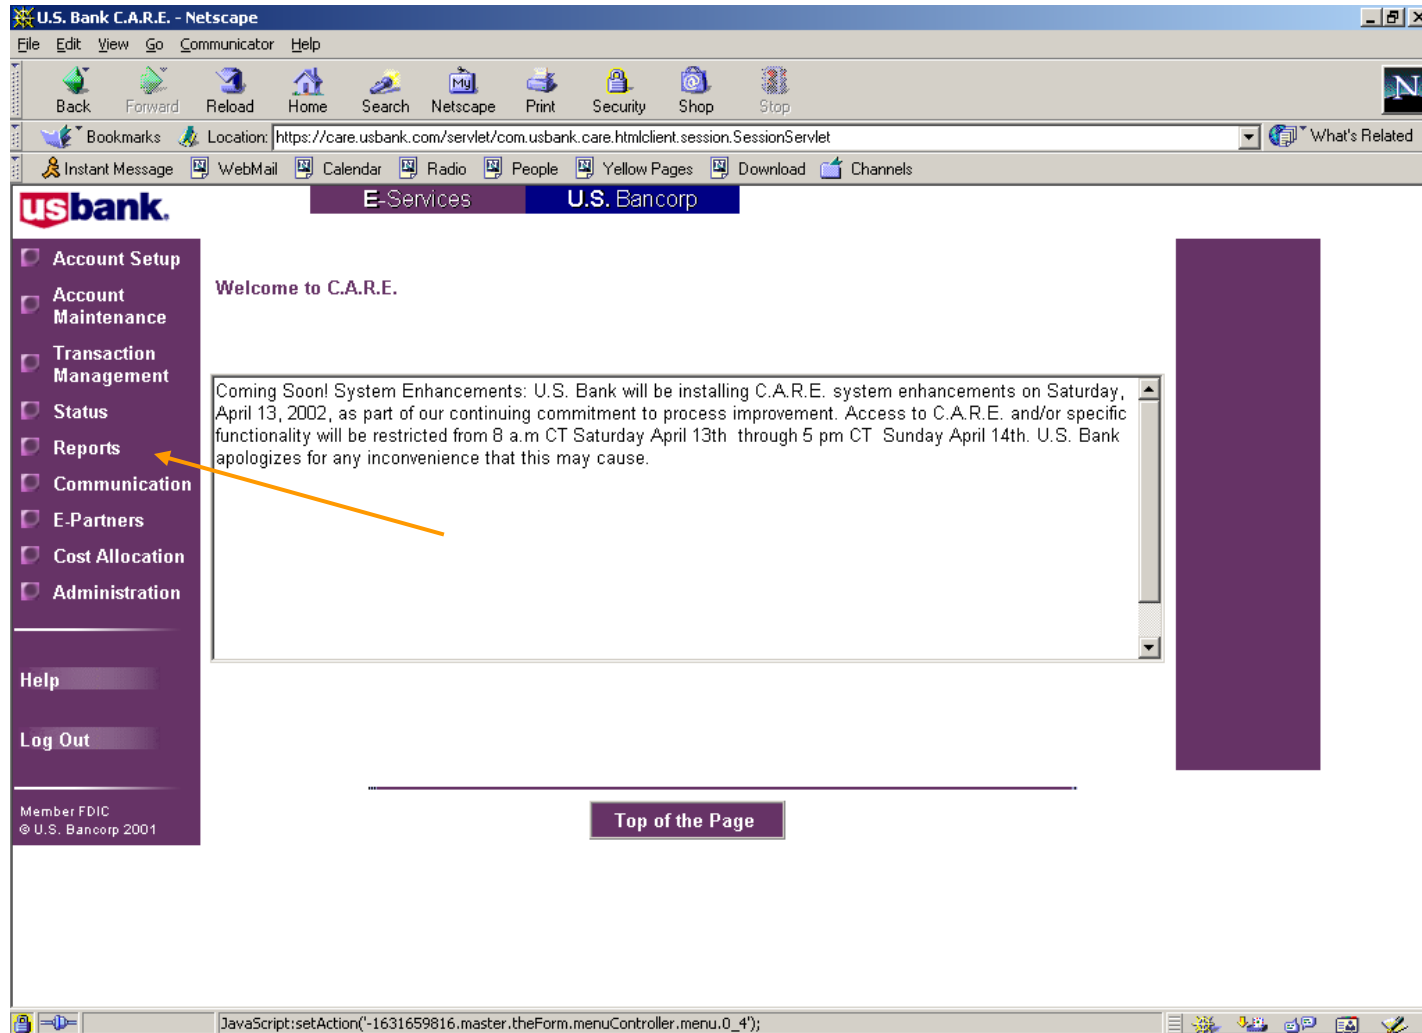 U.S. Bank C.A.R.E. - Netscape
File Edit View Go Communicator Help
My
Back Forward Reload Home Search Netscape Print Security Shop Stop
N
Bookmarks Location: https://care.usbank.com/servlet/com.usbank.care.htmlclient.session.SessionServlet What's Related
Instant Message WebMail Calendar Radio People Yellow Pages Download Channels
usbank.
E-Services U.S. Bancorp
Account Setup
Account
Maintenance
Transaction
Management
Status
Reports
Communication
E-Partners
Cost Allocation
Administration
Help
Log Out
Member FDIC
© U.S. Bancorp 2001
Welcome to C.A.R.E.
Coming Soon! System Enhancements: U.S. Bank will be installing C.A.R.E. system enhancements on Saturday,
April 13, 2002, as part of our continuing commitment to process improvement. Access to C.A.R.E. and/or specific
functionality will be restricted from 8 a.m CT Saturday April 13th through 5 pm CT Sunday April 14th. U.S. Bank
apologizes for any inconvenience that this may cause.
Top of the Page
JavaScript:setAction('-1631659816.master.theForm.menuController.menu.0_4');